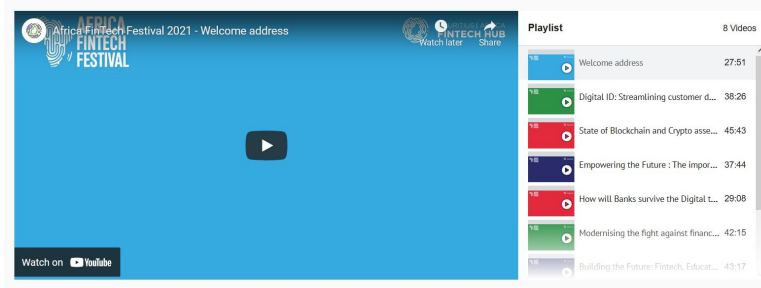 Africa FinTech Festival 2021 - Welcome address
AFRICA
FINTECH
FESTIVAL
MAURITIUS | AFRICA
FINTECH HUB
Watch later
Share
Watch on YouTube
Playlist
8 Videos
Welcome address 27:51
Digital ID: Streamlining customer d... 38:26
State of Blockchain and Crypto asse... 45:43
Empowering the Future : The impor... 37:44
How will Banks survive the Digital t... 29:08
Modernising the fight against financ... 42:15
Building the Future: Fintech, Educat... 43:17